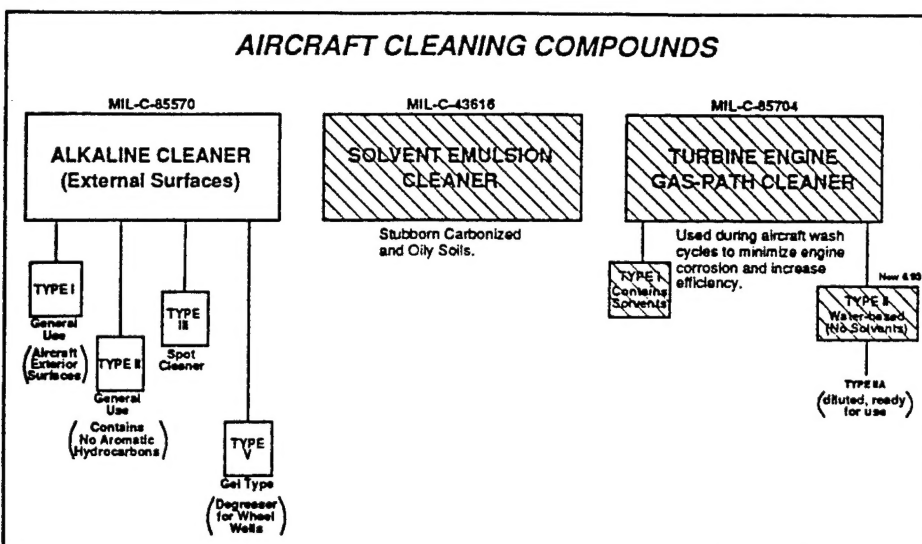 AIRCRAFT CLEANING COMPOUNDS
MIL-C-85570
ALKALINE CLEANER
(External Surfaces)
TYPE I
General
Use
(Aircraft
Exterior
Surfaces)
TYPE II
General
Use
(Contains
No Aromatic
Hydrocarbons)
TYPE
III
Spot
Cleaner
TYPE
V
Gel Type
(Degreaser
for Wheel
Wells)
MIL-C-43616
SOLVENT EMULSION
CLEANER
Stubborn Carbonized
and Oily Soils.
MIL-C-85704
TURBINE ENGINE
GAS-PATH CLEANER
Used during aircraft wash
cycles to minimize engine
corrosion and increase
efficiency.
TYPE I
Contains
Solvents
New 4/93
TYPE II
Water-based
(No Solvents)
TYPE IIA
(diluted, ready
for use)